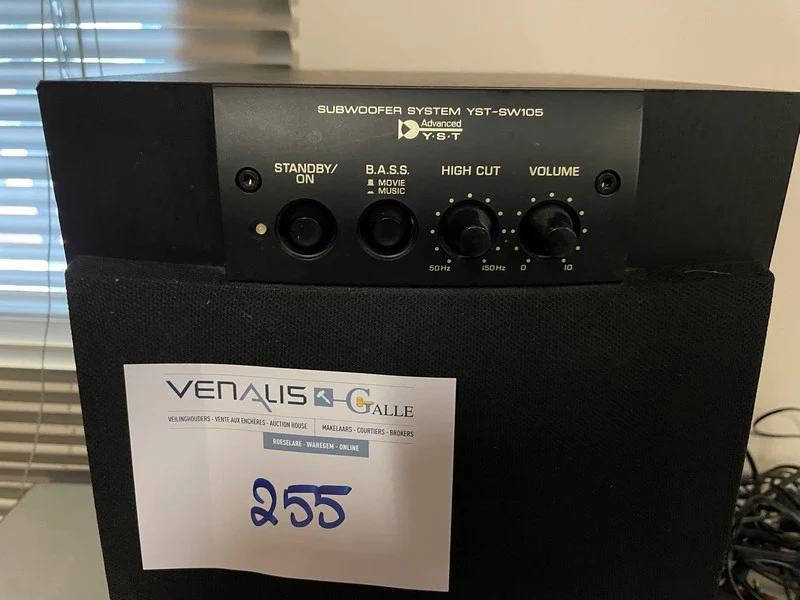 SUBWOOFER SYSTEM YST-SW105
Advanced
Y·S·T
STANDBY/
ON
B.A.S.S.
MOVIE
MUSIC
HIGH CUT
VOLUME
50Hz 150Hz
0 10
VENALIS GALLE
VEILINGHOUDERS - VENTE AUX ENCHÈRES - AUCTION HOUSE
MAKELAARS - COURTIERS - BROKERS
ROESELARE - WAREGEM - ONLINE
255